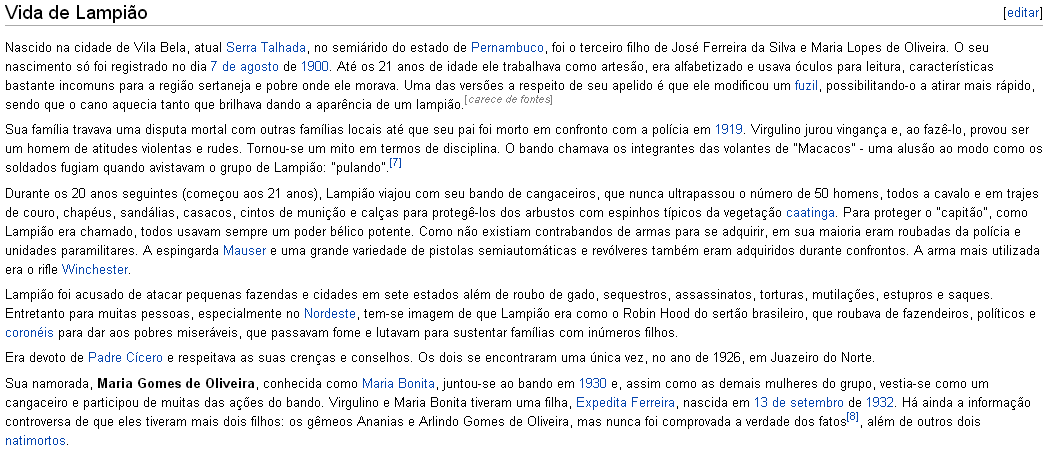 Vida de Lampião [editar]
Nascido na cidade de Vila Bela, atual Serra Talhada, no semiárido do estado de Pernambuco, foi o terceiro filho de José Ferreira da Silva e Maria Lopes de Oliveira. O seu
nascimento só foi registrado no dia 7 de agosto de 1900. Até os 21 anos de idade ele trabalhava como artesão, era alfabetizado e usava óculos para leitura, características
bastante incomuns para a região sertaneja e pobre onde ele morava. Uma das versões a respeito de seu apelido é que ele modificou um fuzil, possibilitando-o a atirar mais rápido,
sendo que o cano aquecia tanto que brilhava dando a aparência de um lampião.[carece de fontes]
Sua família travava uma disputa mortal com outras famílias locais até que seu pai foi morto em confronto com a polícia em 1919. Virgulino jurou vingança e, ao fazê-lo, provou ser
um homem de atitudes violentas e rudes. Tornou-se um mito em termos de disciplina. O bando chamava os integrantes das volantes de "Macacos" - uma alusão ao modo como os
soldados fugiam quando avistavam o grupo de Lampião: "pulando".[7]
Durante os 20 anos seguintes (começou aos 21 anos), Lampião viajou com seu bando de cangaceiros, que nunca ultrapassou o número de 50 homens, todos a cavalo e em trajes
de couro, chapéus, sandálias, casacos, cintos de munição e calças para protegê-los dos arbustos com espinhos típicos da vegetação caatinga. Para proteger o "capitão", como
Lampião era chamado, todos usavam sempre um poder bélico potente. Como não existiam contrabandos de armas para se adquirir, em sua maioria eram roubadas da polícia e
unidades paramilitares. A espingarda Mauser e uma grande variedade de pistolas semiautomáticas e revólveres também eram adquiridos durante confrontos. A arma mais utilizada
era o rifle Winchester.
Lampião foi acusado de atacar pequenas fazendas e cidades em sete estados além de roubo de gado, sequestros, assassinatos, torturas, mutilações, estupros e saques.
Entretanto para muitas pessoas, especialmente no Nordeste, tem-se imagem de que Lampião era como o Robin Hood do sertão brasileiro, que roubava de fazendeiros, políticos e
coronéis para dar aos pobres miseráveis, que passavam fome e lutavam para sustentar famílias com inúmeros filhos.
Era devoto de Padre Cícero e respeitava as suas crenças e conselhos. Os dois se encontraram uma única vez, no ano de 1926, em Juazeiro do Norte.
Sua namorada, Maria Gomes de Oliveira, conhecida como Maria Bonita, juntou-se ao bando em 1930 e, assim como as demais mulheres do grupo, vestia-se como um
cangaceiro e participou de muitas das ações do bando. Virgulino e Maria Bonita tiveram uma filha, Expedita Ferreira, nascida em 13 de setembro de 1932. Há ainda a informação
controversa de que eles tiveram mais dois filhos: os gêmeos Ananias e Arlindo Gomes de Oliveira, mas nunca foi comprovada a verdade dos fatos[8], além de outros dois
natimortos.